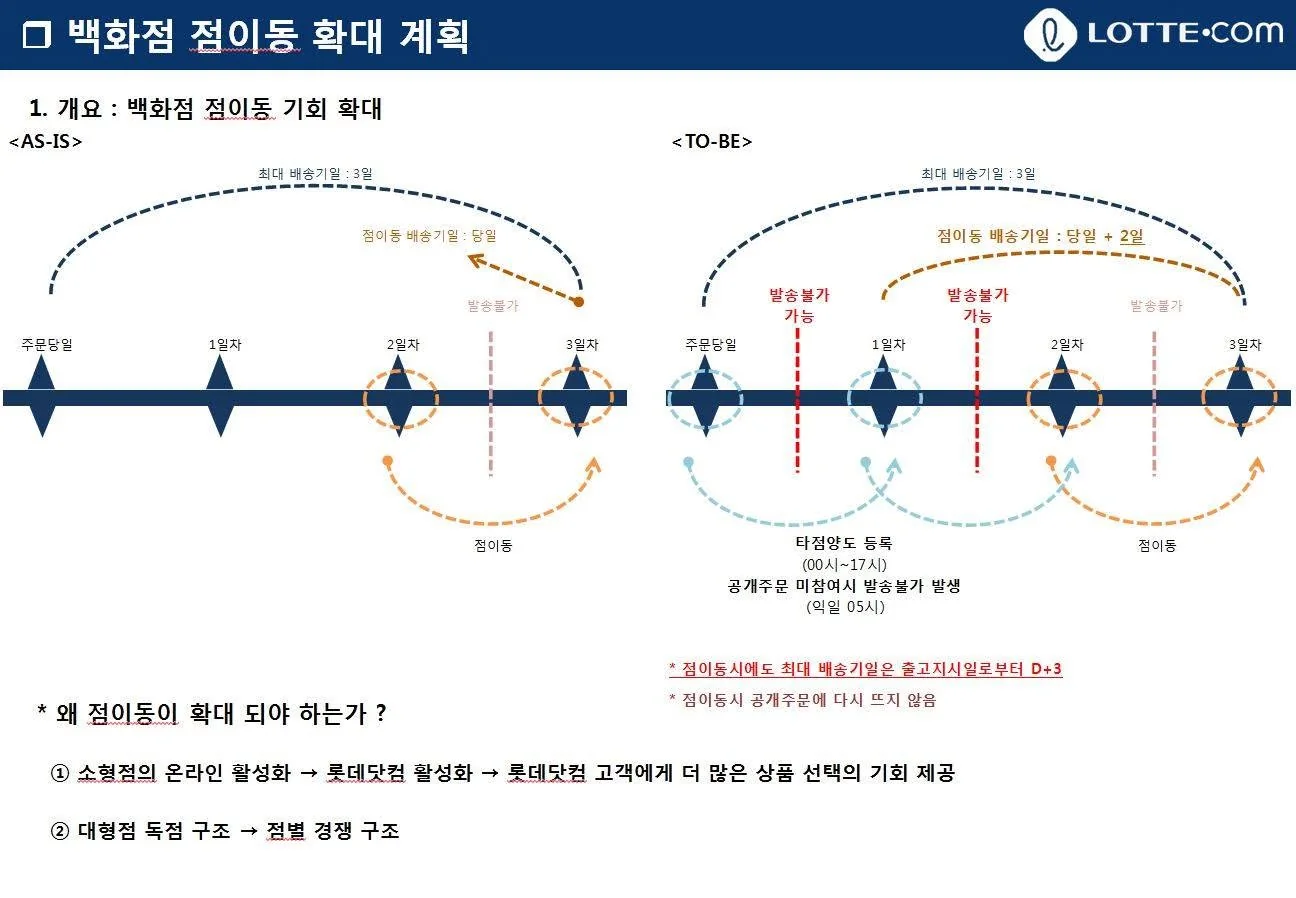 ❒ 백화점 점이동 확대 계획
LOTTE•COM
1. 개요 : 백화점 점이동 기회 확대
<AS-IS>
최대 배송기일 : 3일
점이동 배송기일 : 당일
발송불가
주문당일
1일차
2일차
3일차
점이동
<TO-BE>
최대 배송기일 : 3일
점이동 배송기일 : 당일 + 2일
발송불가
가능
발송불가
가능
발송불가
주문당일
1일차
2일차
3일차
타점양도 등록
(00시~17시)
공개주문 미참여시 발송불가 발생
(익일 05시)
점이동
* 점이동시에도 최대 배송기일은 출고지시일로부터 D+3
* 점이동시 공개주문에 다시 뜨지 않음
* 왜 점이동이 확대 되야 하는가 ?
① 소형점의 온라인 활성화 → 롯데닷컴 활성화 → 롯데닷컴 고객에게 더 많은 상품 선택의 기회 제공
② 대형점 독점 구조 → 점별 경쟁 구조